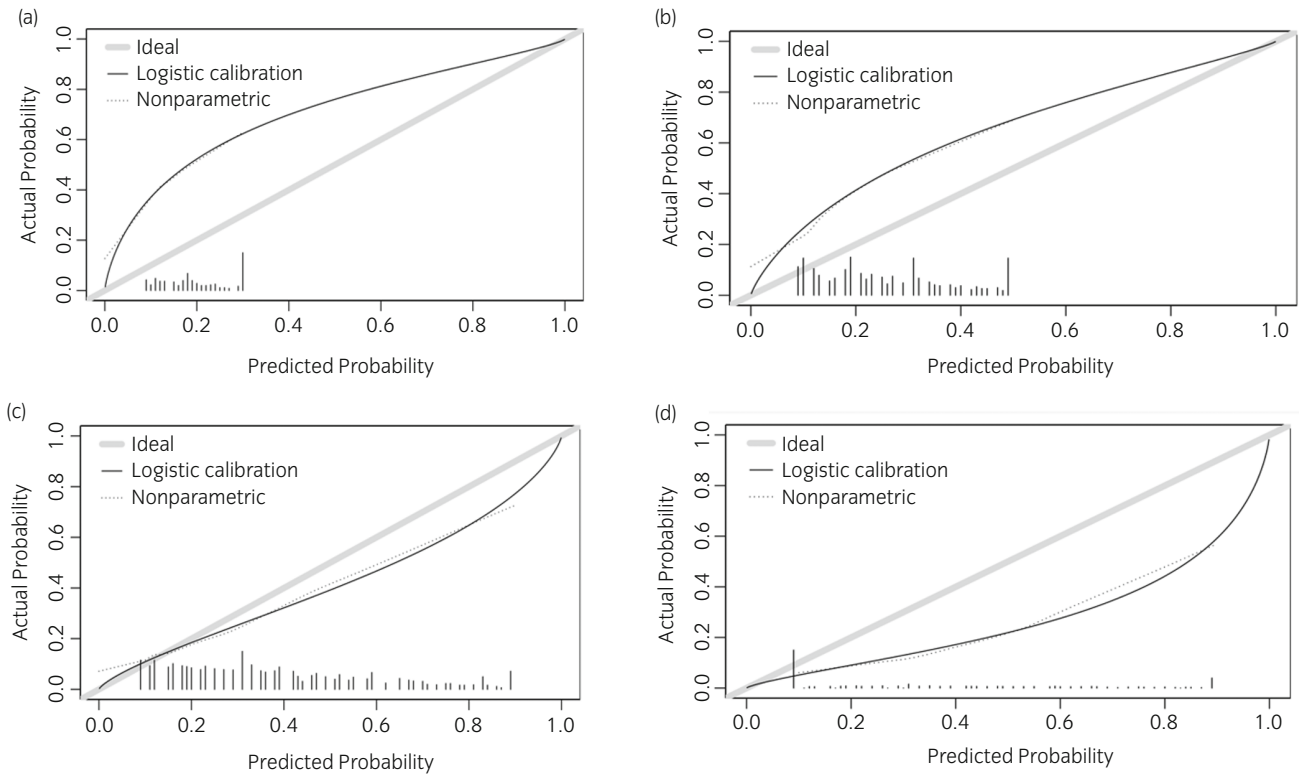 (a)
Ideal
Logistic calibration
Nonparametric
Actual Probability
0.0 0.2 0.4 0.6 0.8 1.0
0.0 0.2 0.4 0.6 0.8 1.0
Predicted Probability
(b)
Ideal
Logistic calibration
Nonparametric
Actual Probability
0.0 0.2 0.4 0.6 0.8 1.0
0.0 0.2 0.4 0.6 0.8 1.0
Predicted Probability
(c)
Ideal
Logistic calibration
Nonparametric
Actual Probability
0.0 0.2 0.4 0.6 0.8 1.0
0.0 0.2 0.4 0.6 0.8 1.0
Predicted Probability
(d)
Ideal
Logistic calibration
Nonparametric
Actual Probability
0.0 0.2 0.4 0.6 0.8 1.0
0.0 0.2 0.4 0.6 0.8 1.0
Predicted Probability